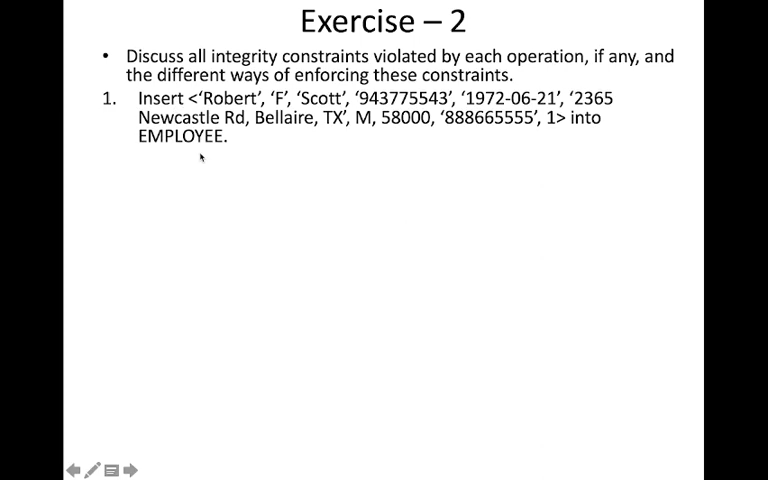 Exercise – 2
• Discuss all integrity constraints violated by each operation, if any, and
the different ways of enforcing these constraints.
1. Insert <‘Robert’, ‘F’, ‘Scott’, ‘943775543’, ‘1972-06-21’, ‘2365
Newcastle Rd, Bellaire, TX’, M, 58000, ‘888665555’, 1> into
EMPLOYEE.